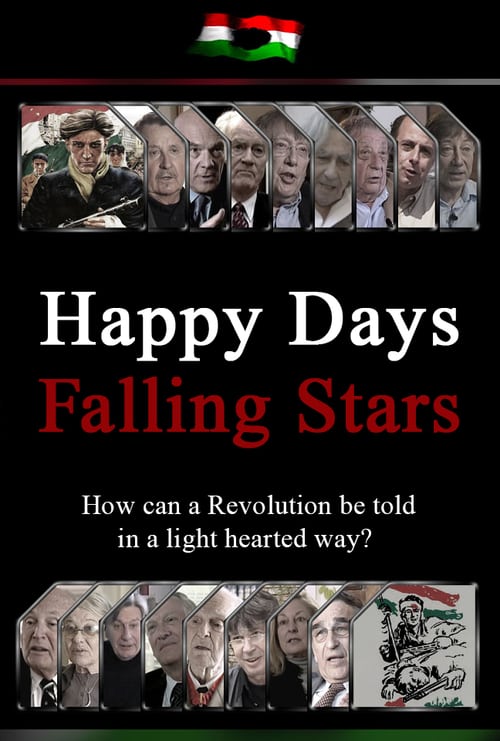 Happy Days
Falling Stars
How can a Revolution be told
in a light hearted way?